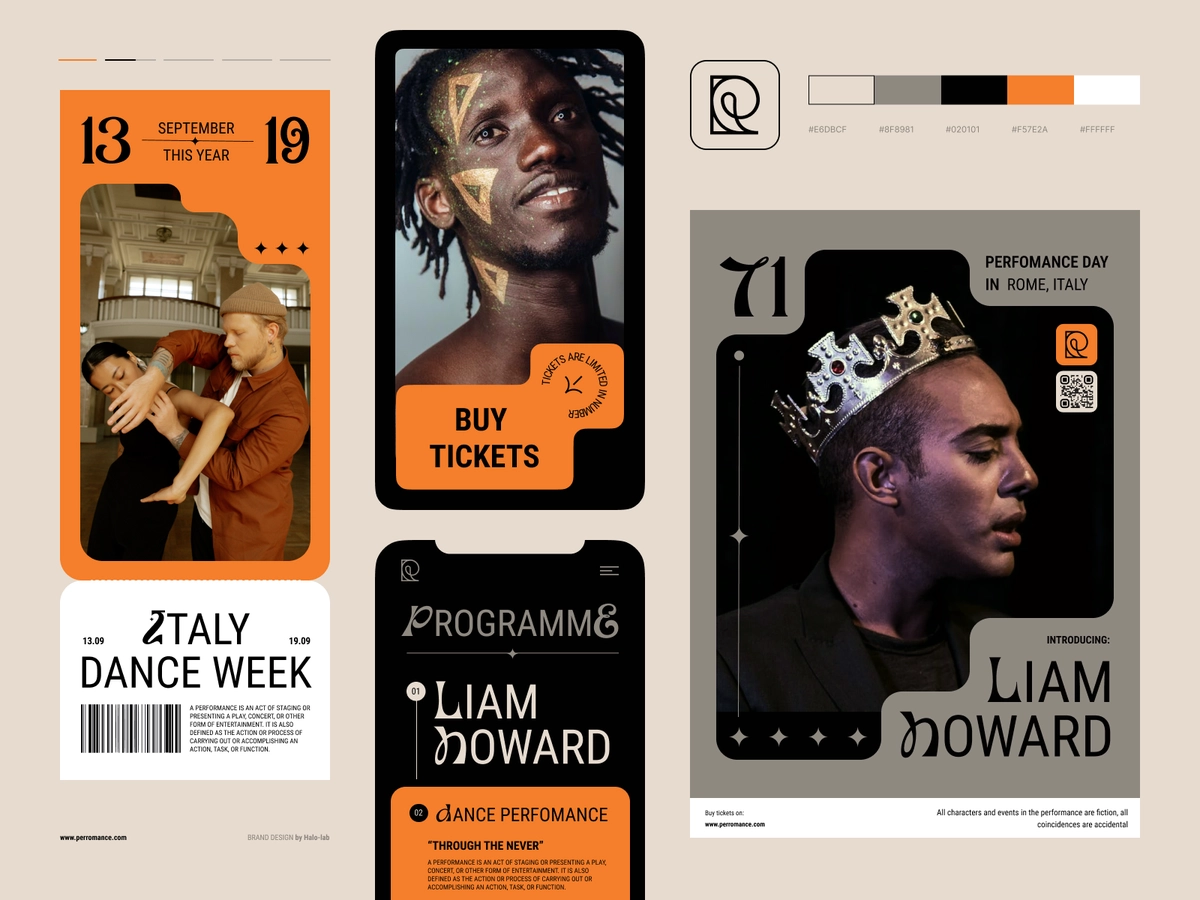 13
SEPTEMBER
THIS YEAR
19
ITALY
13.09
19.09
DANCE WEEK
A PERFORMANCE IS AN ACT OF STAGING OR
PRESENTING A PLAY, CONCERT, OR OTHER
FORM OF ENTERTAINMENT. IT IS ALSO
DEFINED AS THE ACTION OR PROCESS OF
CARRYING OUT OR ACCOMPLISHING AN
ACTION, TASK, OR FUNCTION.
www.perromance.com
BRAND DESIGN by Halo-lab
TICKETS ARE LIMITED IN NUMBER
BUY
TICKETS
PROGRAMME
01
LIAM
HOWARD
02
dANCE PERFOMANCE
“THROUGH THE NEVER”
A PERFORMANCE IS AN ACT OF STAGING OR PRESENTING A PLAY,
CONCERT, OR OTHER FORM OF ENTERTAINMENT. IT IS ALSO
DEFINED AS THE ACTION OR PROCESS OF CARRYING OUT OR
ACCOMPLISHING AN ACTION, TASK, OR FUNCTION.
#E6DBCF
#8F8981
#020101
#F57E2A
#FFFFFF
71
PERFOMANCE DAY
IN ROME, ITALY
INTRODUCING:
LIAM
HOWARD
Buy tickets on:
www.perromance.com
All characters and events in the performance are fiction, all
coincidences are accidental